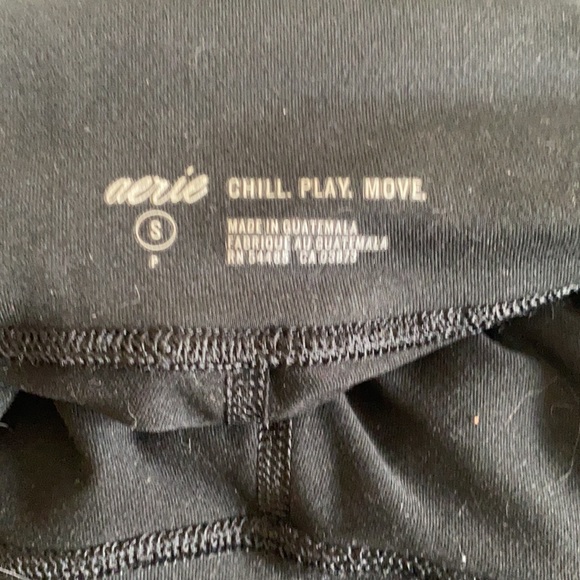 aerie CHILL. PLAY. MOVE.
S
P
MADE IN GUATEMALA
FABRIQUE AU GUATEMALA
RN 54485 CA 03873